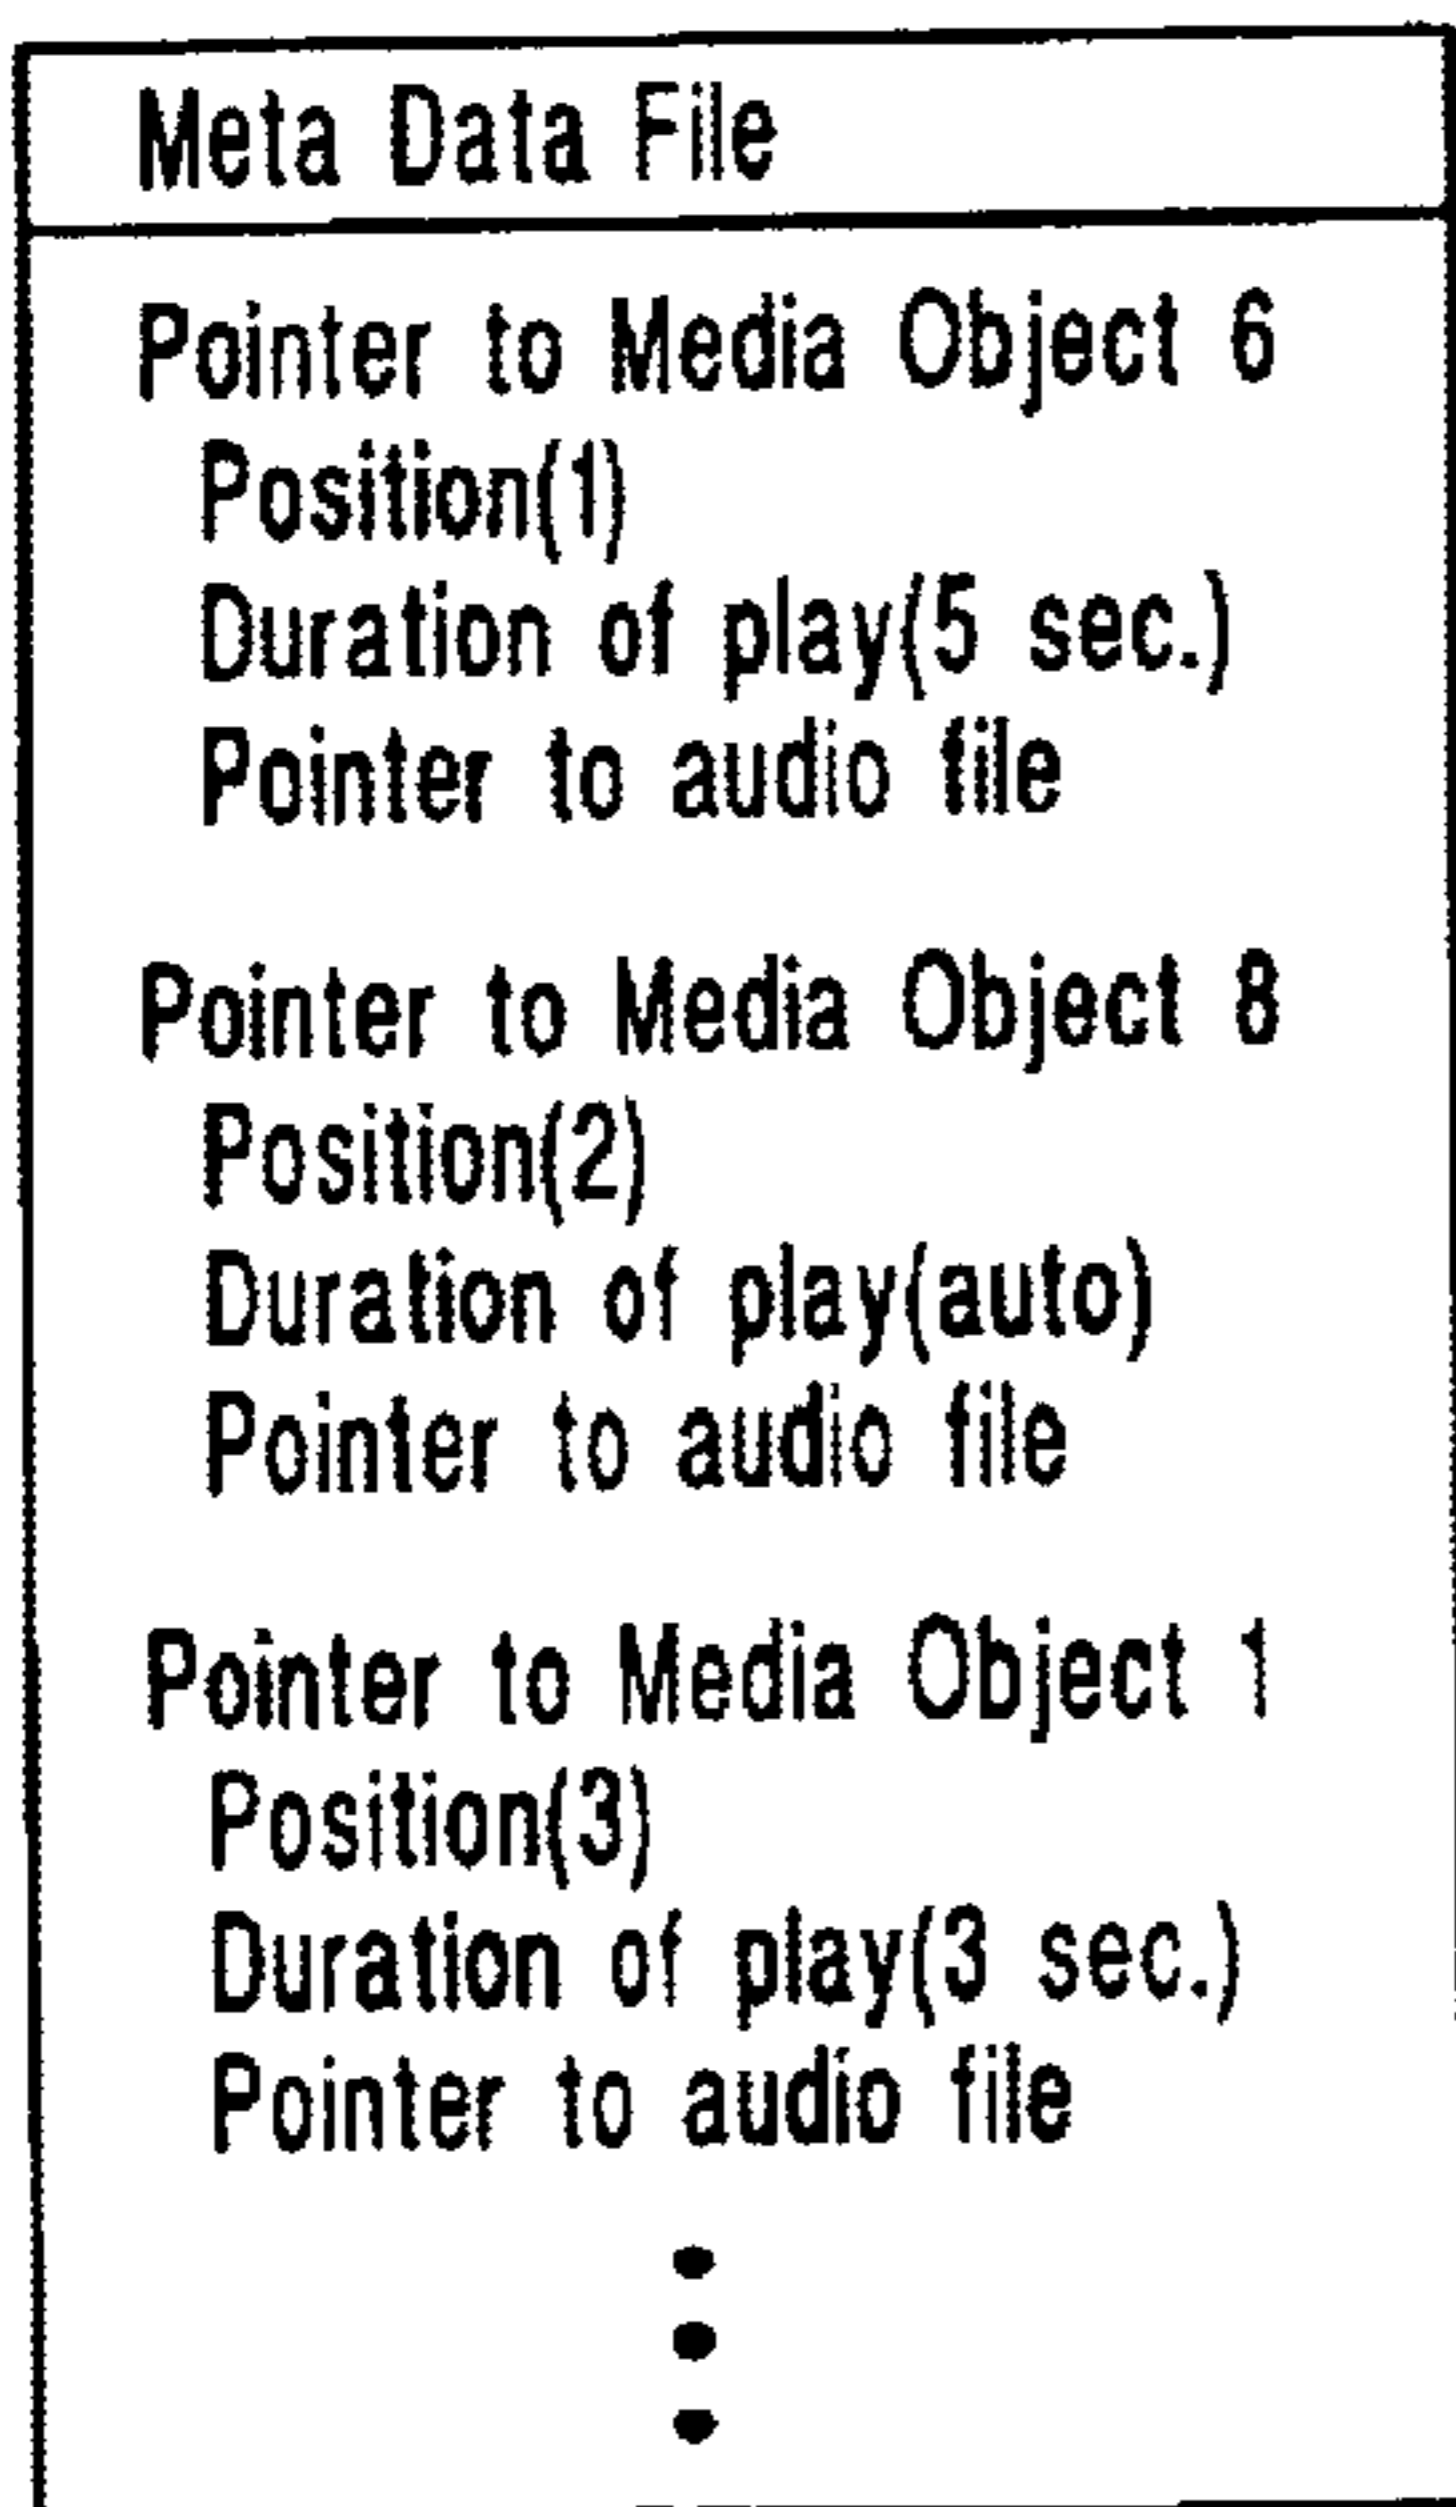 Meta Data File
Pointer to Media Object 6
Position(1)
Duration of play(5 sec.)
Pointer to audio file
Pointer to Media Object 8
Position(2)
Duration of play(auto)
Pointer to audio file
Pointer to Media Object 1
Position(3)
Duration of play(3 sec.)
Pointer to audio file